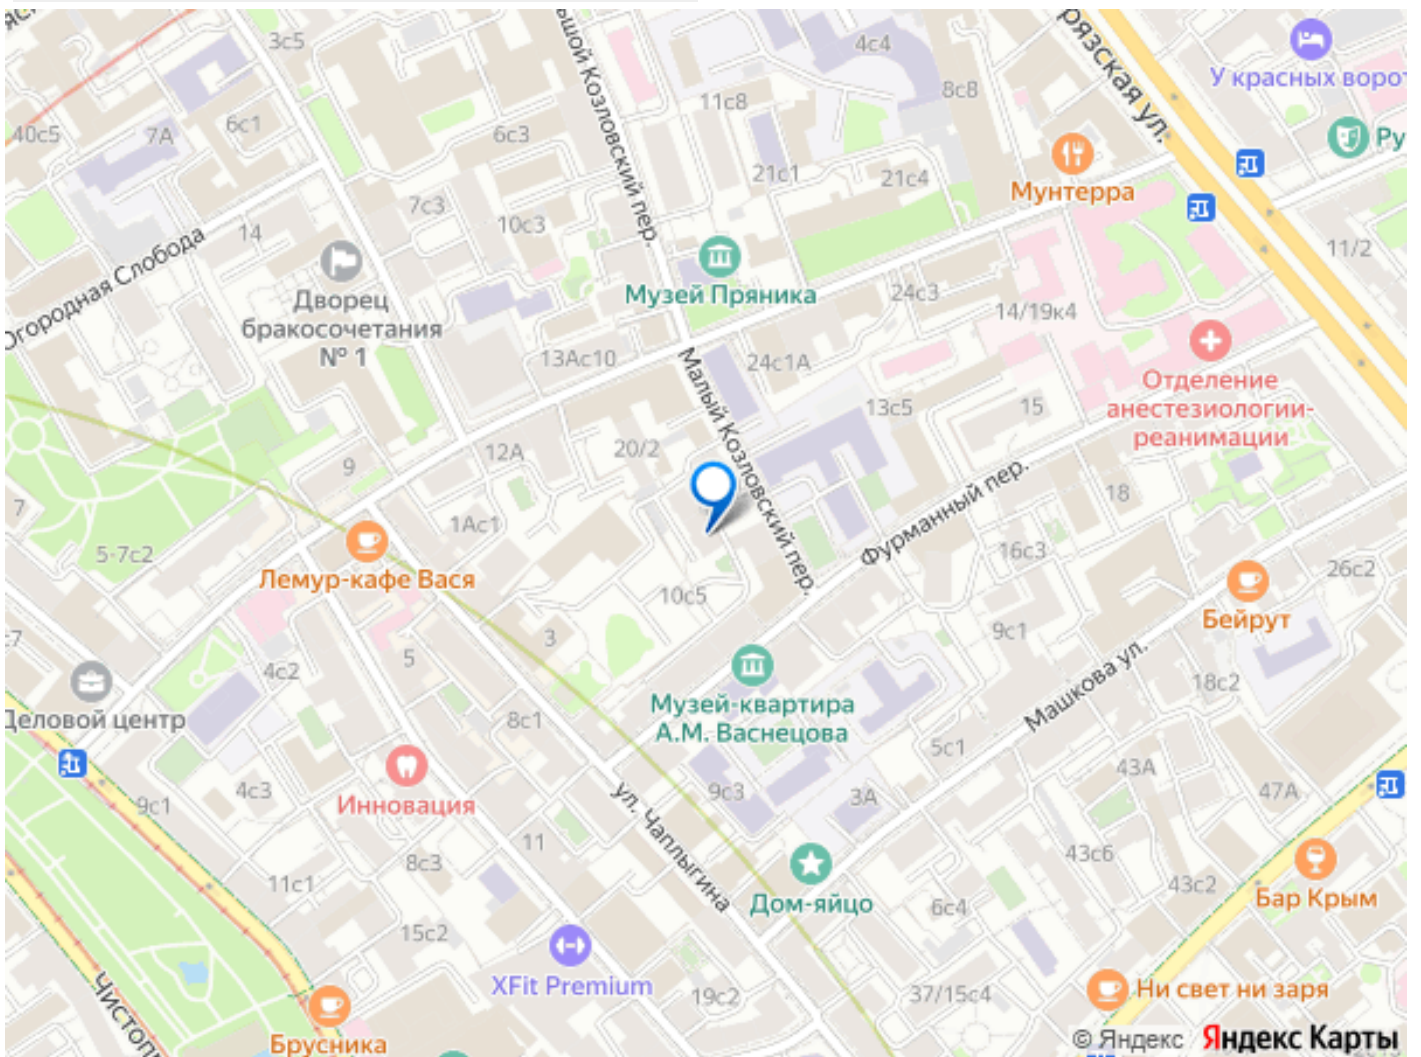 3с5
4с4
У красных ворот
8с8
11с8
40с5
7А
6с1
6с3
Мунтерра
Ру
21с1
21с4
7с3
10с3
14
Большой Козловский пер.
11/2
Огородная Слобода
Дворец
бракосочетания
№ 1
Музей Пряника
24с3
14/19к4
13Ас10
24с1А
Малый Козловский пер.
Отделение
анестезиологии-
реанимации
13с5
15
12А
20/2
9
18
7
1Ас1
Фурманный пер.
16с3
5-7с2
Лемур-кафе Вася
10с5
Бейрут
26с2
3
9с1
5
4с2
Деловой центр
18с2
Машкова ул.
Музей-квартира
А.М. Васнецова
8с1
5с1
43А
47А
9с1
4с3
Инновация
9с3
3А
ул. Чаплыгина
11
8с3
11с1
43с6
43с2
Дом-яйцо
Бар Крым
6с4
15с2
XFit Premium
19с2
37/15с4
Ни свет ни заря
Брусника
© Яндекс Яндекс Карты